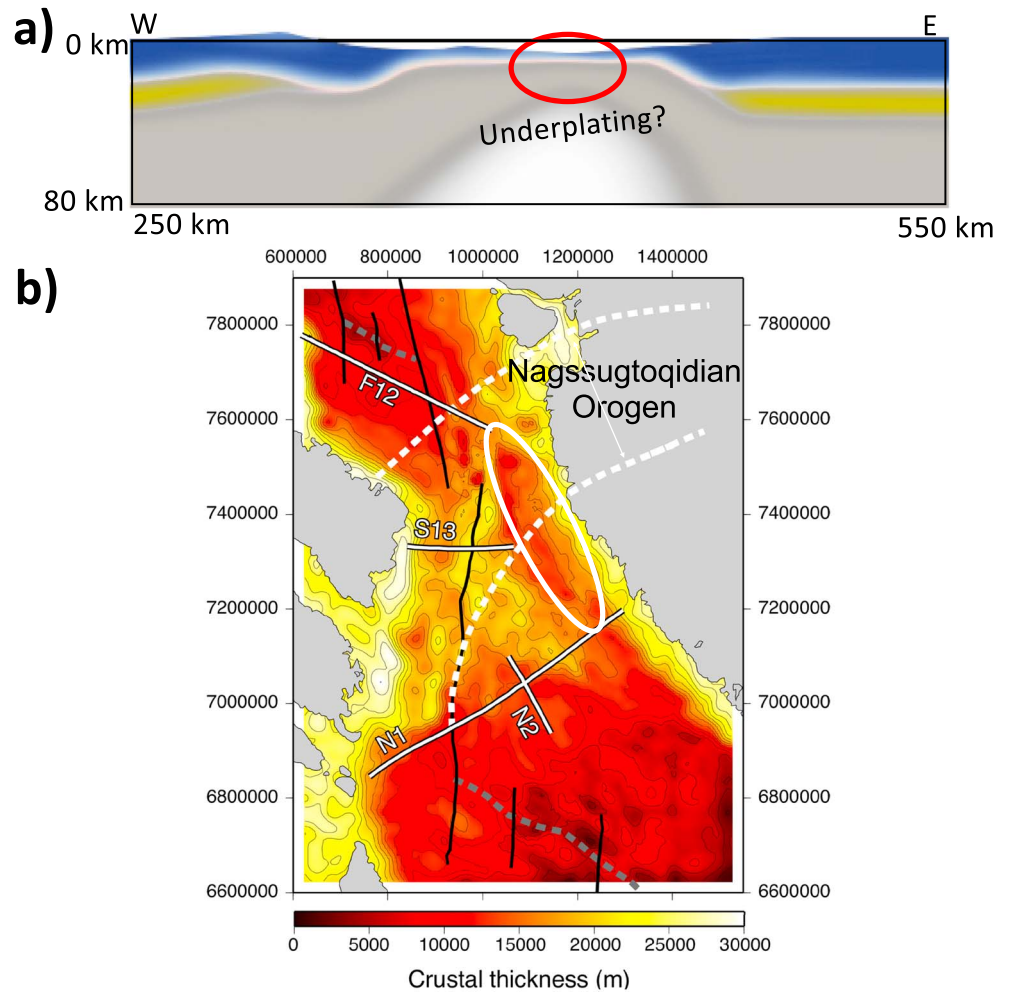 a)
W
E
0 km
Underplating?
80 km
250 km
550 km
b)
600000 800000 1000000 1200000 1400000
7800000 7800000
Nagssugtoqidian
Orogen
F12
7600000 7600000
7400000 7400000
S13
7200000 7200000
7000000 7000000
N2
N1
6800000 6800000
6600000 6600000
0 5000 10000 15000 20000 25000 30000
Crustal thickness (m)